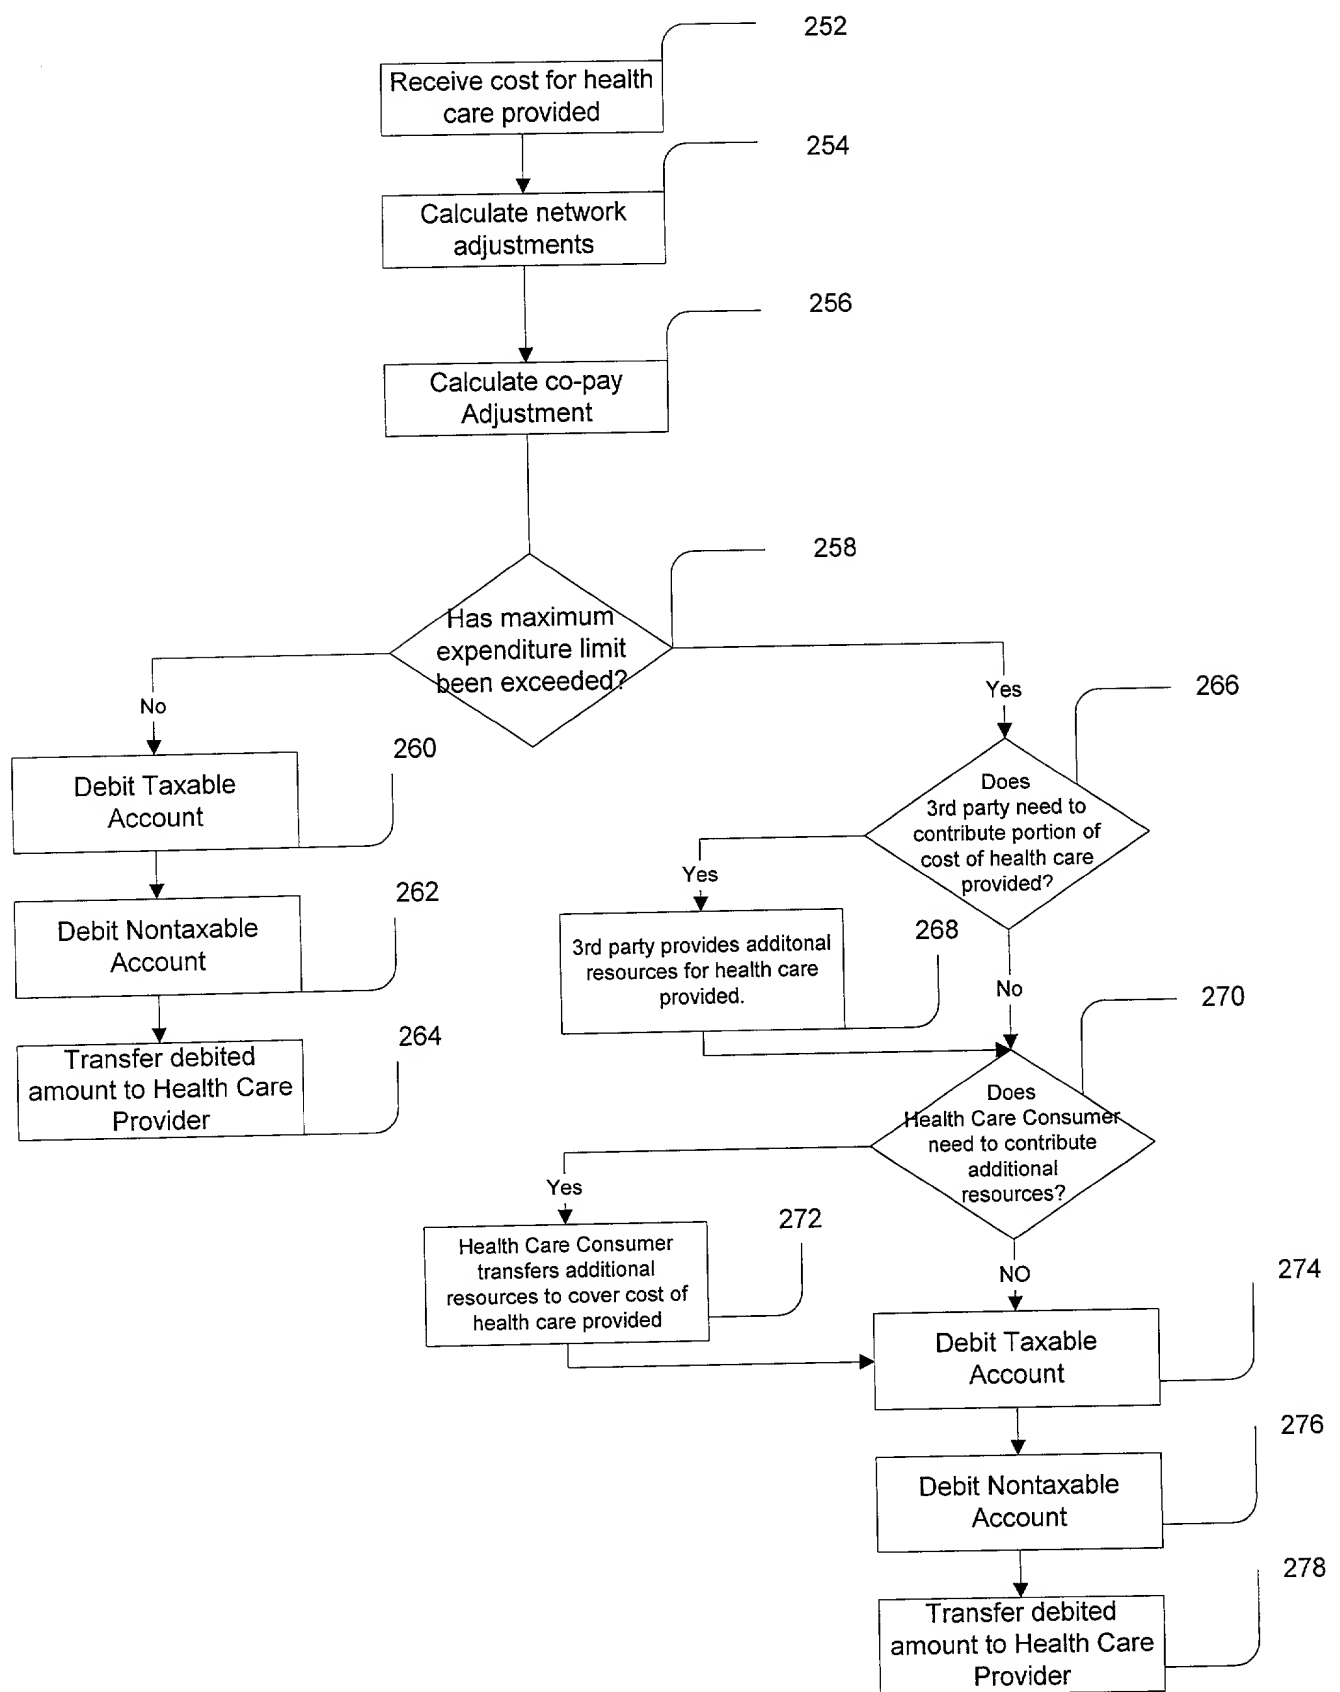 252
Receive cost for health
care provided
254
Calculate network
adjustments
256
Calculate co-pay
Adjustment
258
Has maximum
expenditure limit
been exceeded?
No
Yes
260
Debit Taxable
Account
262
Debit Nontaxable
Account
264
Transfer debited
amount to Health Care
Provider
266
Does
3rd party need to
contribute portion of
cost of health care
provided?
Yes
268
3rd party provides additonal
resources for health care
provided.
No
270
Does
Health Care Consumer
need to contribute
additional
resources?
Yes
272
Health Care Consumer
transfers additional
resources to cover cost of
health care provided
NO
274
Debit Taxable
Account
276
Debit Nontaxable
Account
278
Transfer debited
amount to Health Care
Provider